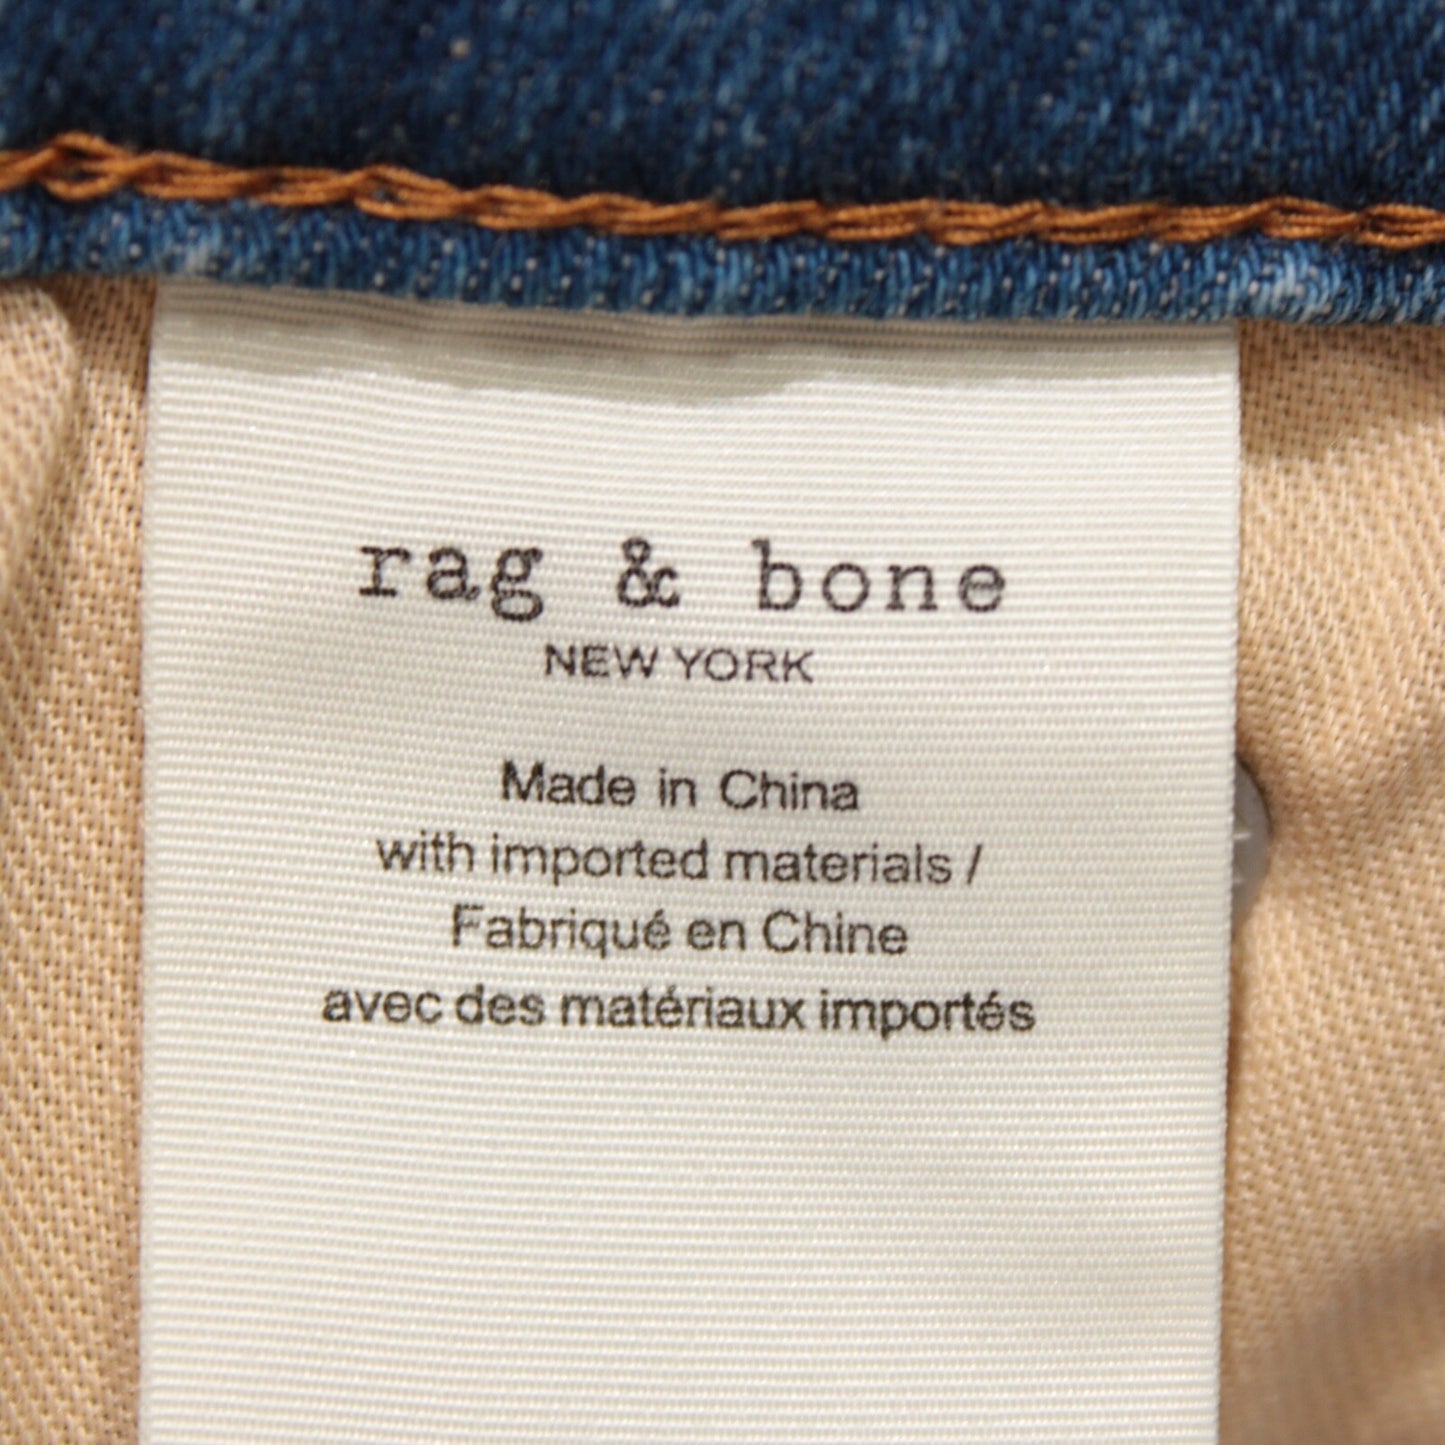 rag & bone
NEW YORK
Made in China
with imported materials /
Fabriqué en Chine
avec des matériaux importés